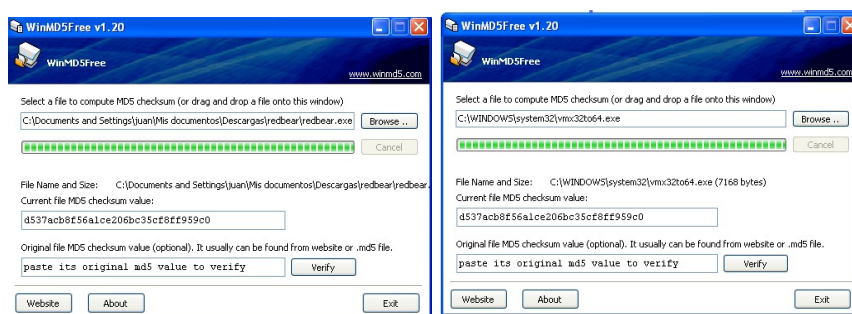 WinMD5Free v1.20
WinMD5Free
www.winmd5.com
Select a file to compute MD5 checksum (or drag and drop a file onto this window)
C:\Documents and Settings\juan\Mis documentos\Descargas\redbear\redbear.exe
Browse ..
Cancel
File Name and Size: C:\Documents and Settings\juan\Mis documentos\Descargas\redbear\redbear.
Current file MD5 checksum value:
d537acb8f56a1ce206bc35cf8ff959c0
Original file MD5 checksum value (optional). It usually can be found from website or .md5 file.
paste its original md5 value to verify
Verify
Website
About
Exit
WinMD5Free v1.20
WinMD5Free
www.winmd5.com
Select a file to compute MD5 checksum (or drag and drop a file onto this window)
C:\WINDOWS\system32\vmx32to64.exe
Browse ..
Cancel
File Name and Size: C:\WINDOWS\system32\vmx32to64.exe (7168 bytes)
Current file MD5 checksum value:
d537acb8f56a1ce206bc35cf8ff959c0
Original file MD5 checksum value (optional). It usually can be found from website or .md5 file.
paste its original md5 value to verify
Verify
Website
About
Exit